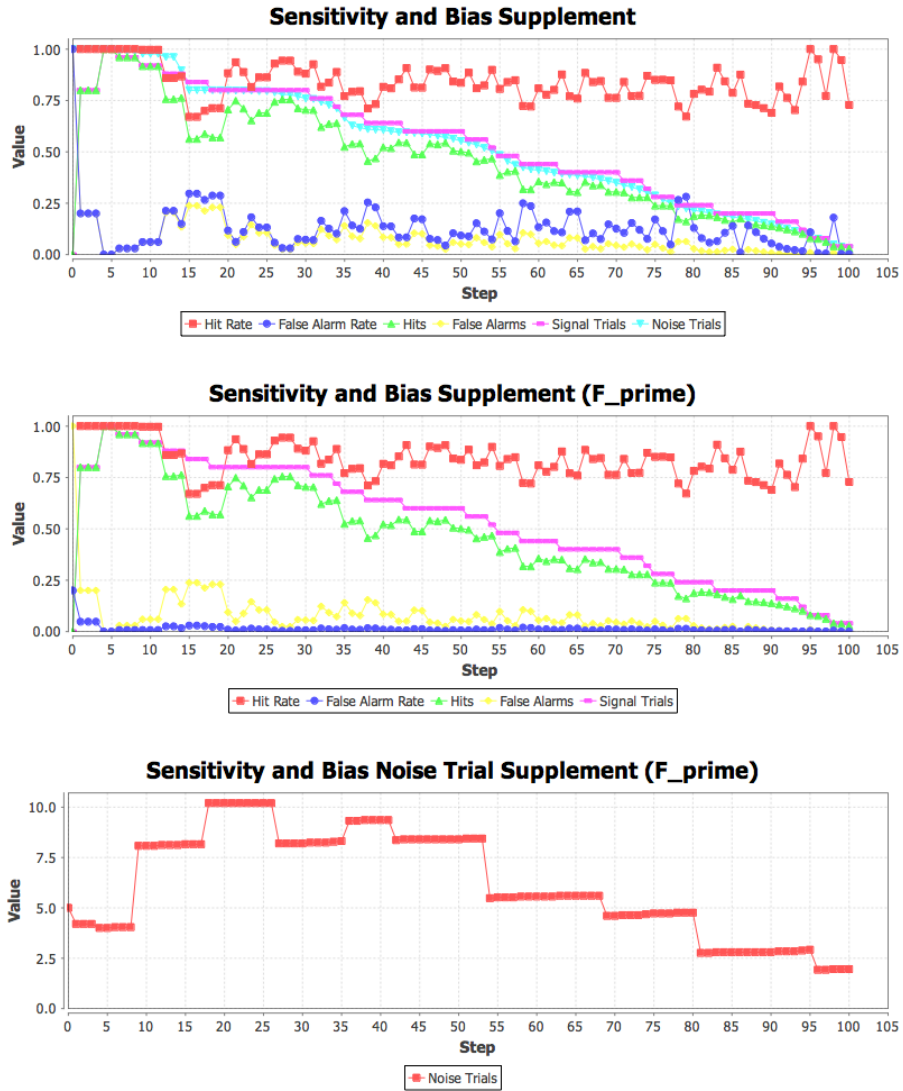 Sensitivity and Bias Supplement
1.00
0.75
0.50
0.25
0.00
Value
0 5 10 15 20 25 30 35 40 45 50 55 60 65 70 75 80 85 90 95 100 105
Step
Hit Rate False Alarm Rate Hits False Alarms Signal Trials Noise Trials
Sensitivity and Bias Supplement (F_prime)
1.00
0.75
0.50
0.25
0.00
Value
0 5 10 15 20 25 30 35 40 45 50 55 60 65 70 75 80 85 90 95 100 105
Step
Hit Rate False Alarm Rate Hits False Alarms Signal Trials
Sensitivity and Bias Noise Trial Supplement (F_prime)
10.0
7.5
5.0
2.5
0.0
Value
0 5 10 15 20 25 30 35 40 45 50 55 60 65 70 75 80 85 90 95 100 105
Step
Noise Trials